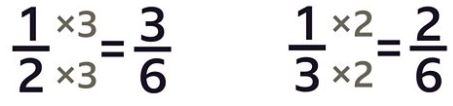 1 ×3 = 3
2 ×3 6
1 ×2 = 2
3 ×2 6